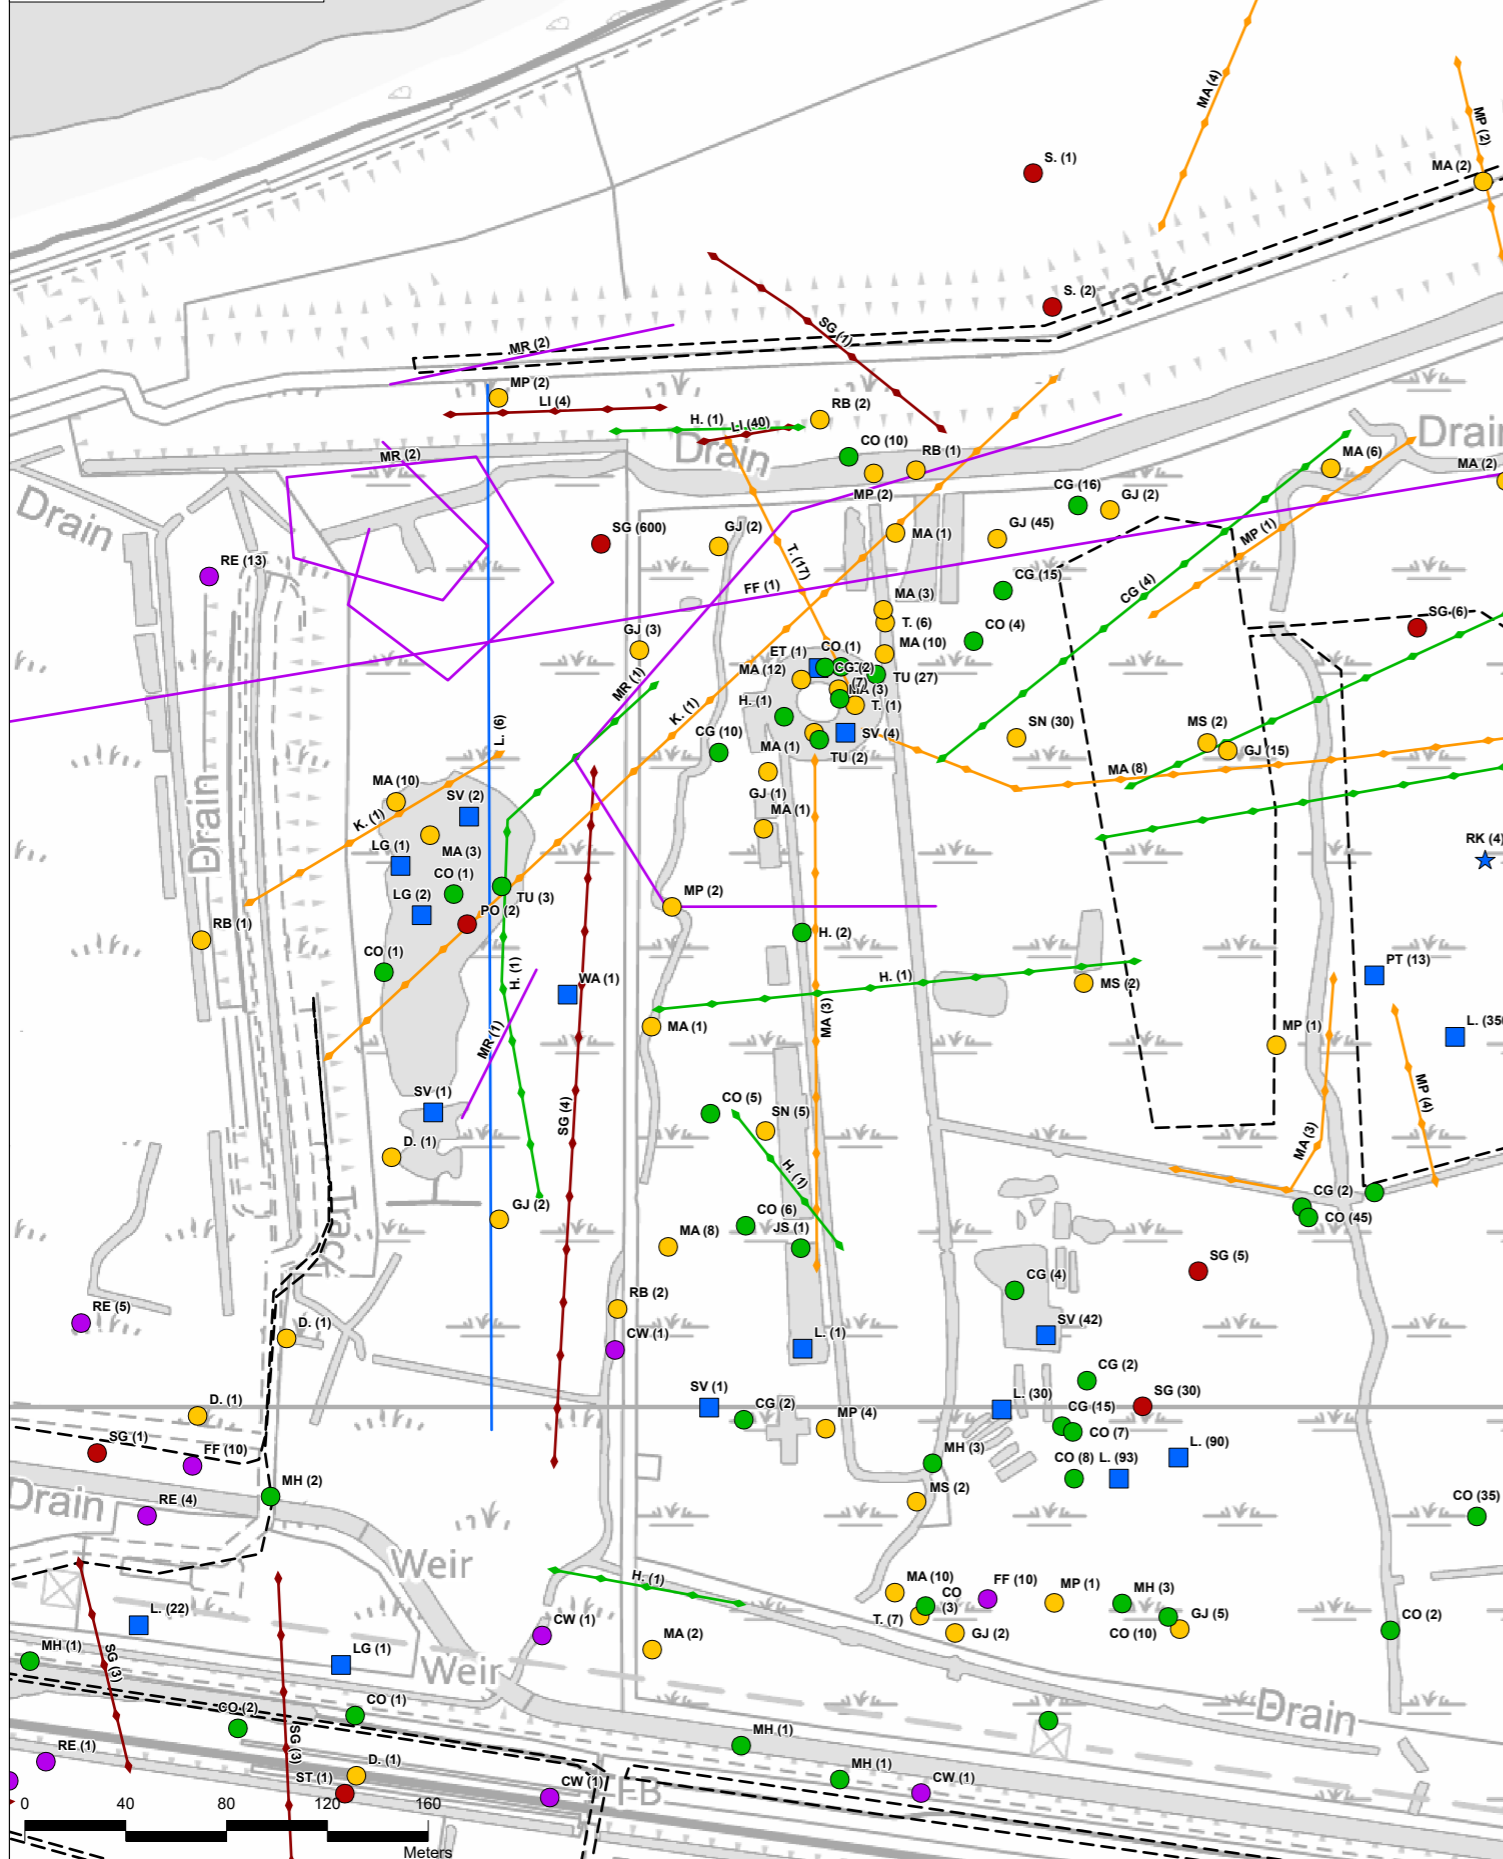 MA (4)
MP (2)
S. (1)
MA (2)
S. (2)
Track
SG (1)
MR (2)
MP (2)
LI (4)
RB (2)
H. (1)
LI (40)
Drain
Drain
CO (10)
RB (1)
MA (6)
MA (2)
MR (2)
MP (2)
CG (16)
GJ (2)
Drain
SG (600)
GJ (2)
MA (1)
GJ (45)
MP (1)
T. (17)
RE (13)
FF (1)
CG (15)
CG (4)
MA (3)
T. (6)
SG (6)
GJ (3)
CO (4)
MA (10)
ET (1)
CO (1)
MA (12)
CG (2)
(7)
TU (27)
MA (3)
MR (1)
H. (1)
T. (1)
K. (1)
L. (6)
CG (10)
SV (4)
SN (30)
MS (2)
MA (1)
TU (2)
GJ (15)
MA (8)
MA (10)
SV (2)
GJ (1)
MA (1)
K. (1)
Drain
LG (1)
MA (3)
RK (4)
CO (1)
LG (2)
TU (3)
PO (2)
MP (2)
RB (1)
H. (2)
CO (1)
H. (1)
WA (1)
H. (1)
MS (2)
PT (13)
MR (1)
MA (1)
MA (3)
MP (1)
L. (350
SV (1)
SG (4)
CO (5)
SN (5)
MP (4)
D. (1)
H. (1)
MA (3)
Track
GJ (2)
CO (6)
JS (1)
CG (2)
CO (45)
MA (8)
SG (5)
CG (4)
RE (5)
D. (1)
RB (2)
CW (1)
L. (1)
SV (42)
CG (2)
SV (1)
CG (2)
MP (4)
L. (30)
SG (30)
D. (1)
CG (15)
CO (7)
SG (1)
FF (10)
MH (3)
CO (8)
L. (93)
L. (90)
MH (2)
MS (2)
CO (35)
Drain
RE (4)
Weir
H. (1)
MA (10)
CO
(3)
FF (10)
MP (1)
MH (3)
T. (7)
GJ (2)
CO (10)
GJ (5)
CO (2)
L. (22)
CW (1)
MA (2)
MH (1)
SG (3)
LG (1)
Weir
CO (2)
CO (1)
Drain
SG (3)
MH (1)
RE (1)
D. (1)
ST (1)
CW (1)
FB
MH (1)
CW (1)
0 40 80 120 160
Meters